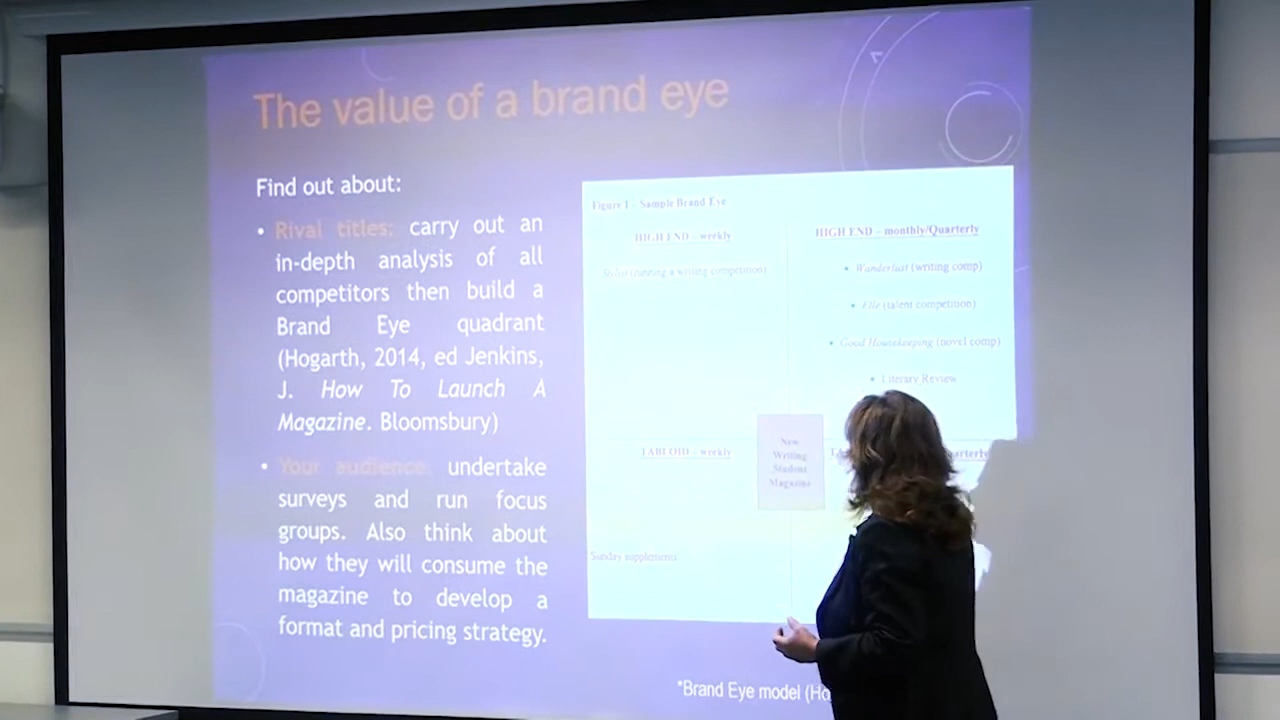 The value of a brand eye
Find out about:
• Rival titles: carry out an
in-depth analysis of all
competitors then build a
Brand Eye quadrant
(Hogarth, 2014, ed Jenkins,
J. How To Launch A
Magazine. Bloomsbury)
• Your audience: undertake
surveys and run focus
groups. Also think about
how they will consume the
magazine to develop a
format and pricing strategy.
Figure 1 - Sample Brand Eye
HIGH END – weekly
Stylist (running a writing competition)
HIGH END – monthly/Quarterly
• Wanderlust (writing comp)
• Elle (talent competition)
• Good Housekeeping (novel comp)
• Literary Review
TABLOID – weekly
New
Writing
Student
Magazine
Sunday supplements
*Brand Eye model